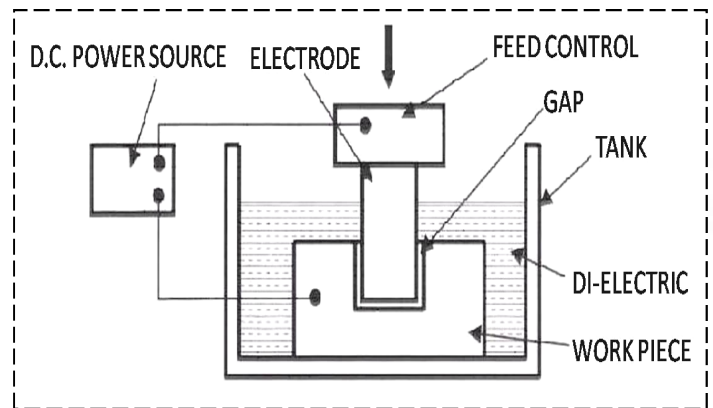 D.C. POWER SOURCE
ELECTRODE
FEED CONTROL
GAP
TANK
DI-ELECTRIC
WORK PIECE